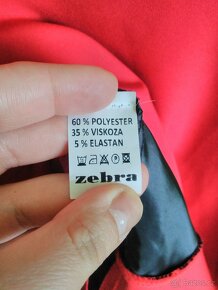 60 % POLYESTER
35 % VISKOZA
5 % ELASTAN
zebra